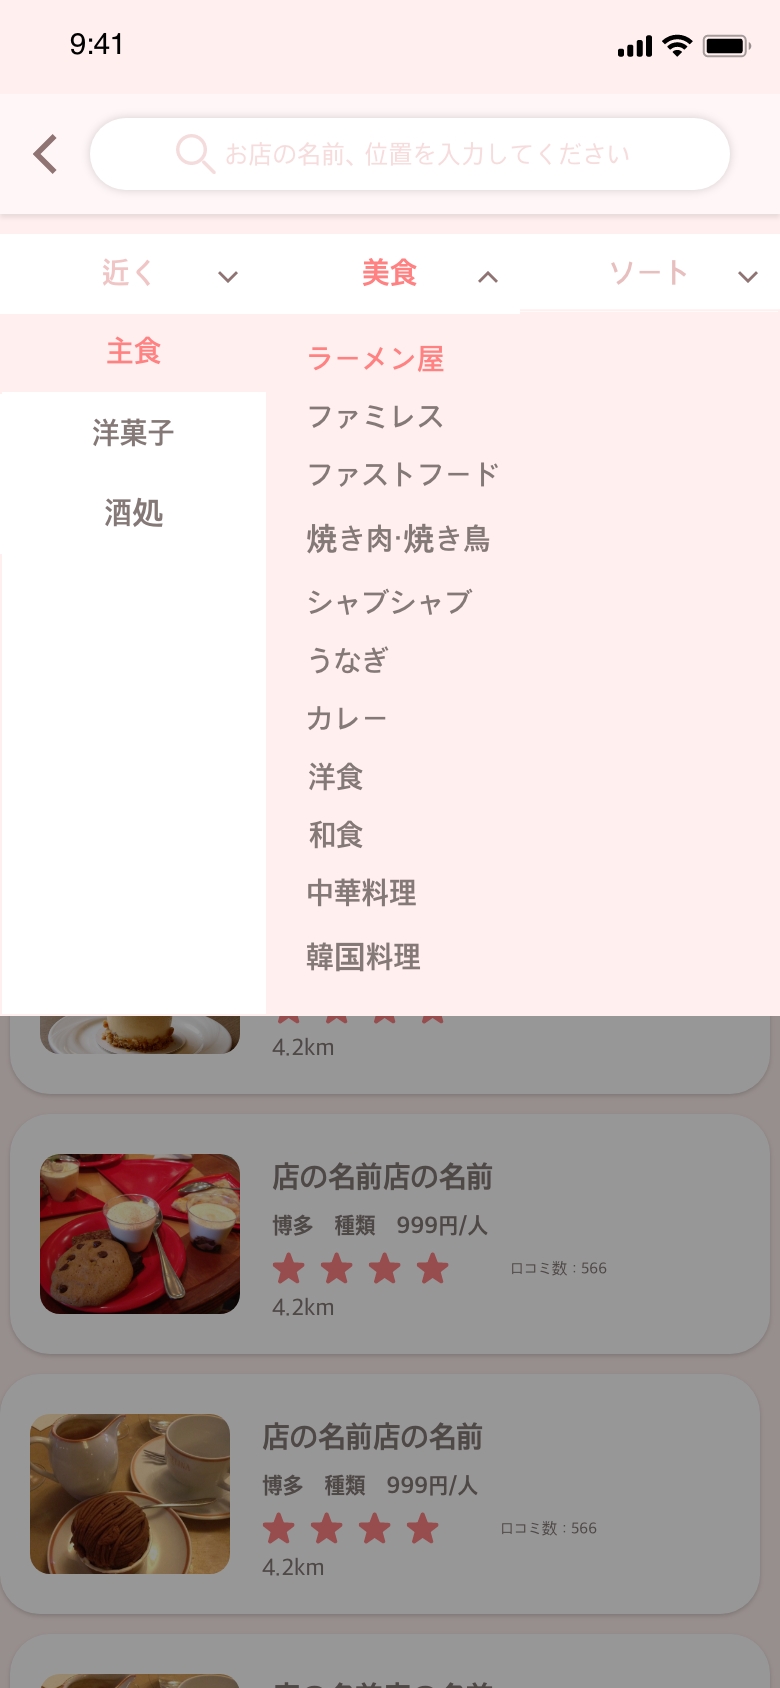 9:41
お店の名前、位置を入力してください
近く 美食 ソート
主食
洋菓子
酒処
ラーメン屋
ファミレス
ファストフード
焼き肉·焼き鳥
シャブシャブ
うなぎ
カレー
洋食
和食
中華料理
韓国料理
4.2km
店の名前店の名前
博多 種類 999円/人
口コミ数：566
4.2km
店の名前店の名前
博多 種類 999円/人
口コミ数：566
4.2km